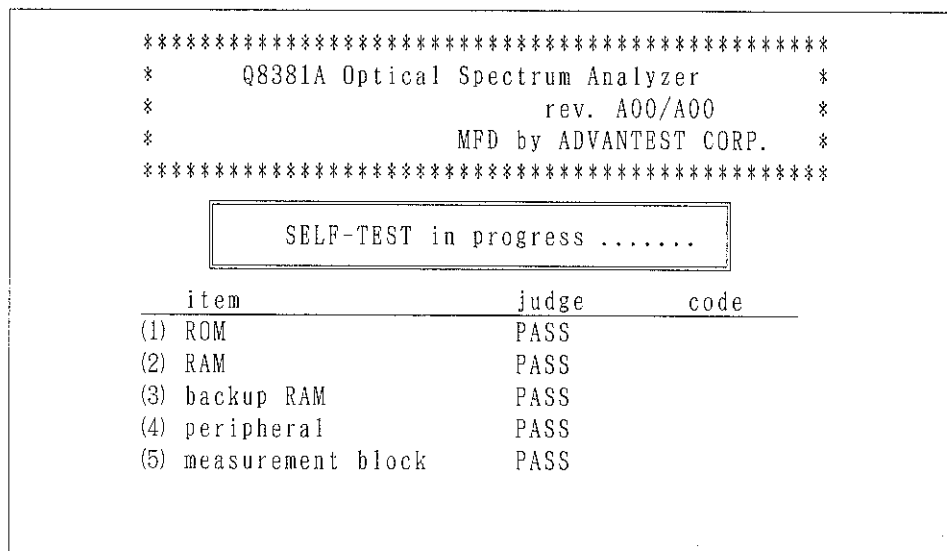 ************************************************
* Q8381A Optical Spectrum Analyzer *
* rev. A00/A00 *
* MFD by ADVANTEST CORP. *
************************************************
SELF-TEST in progress .......
item judge code
(1) ROM PASS
(2) RAM PASS
(3) backup RAM PASS
(4) peripheral PASS
(5) measurement block PASS